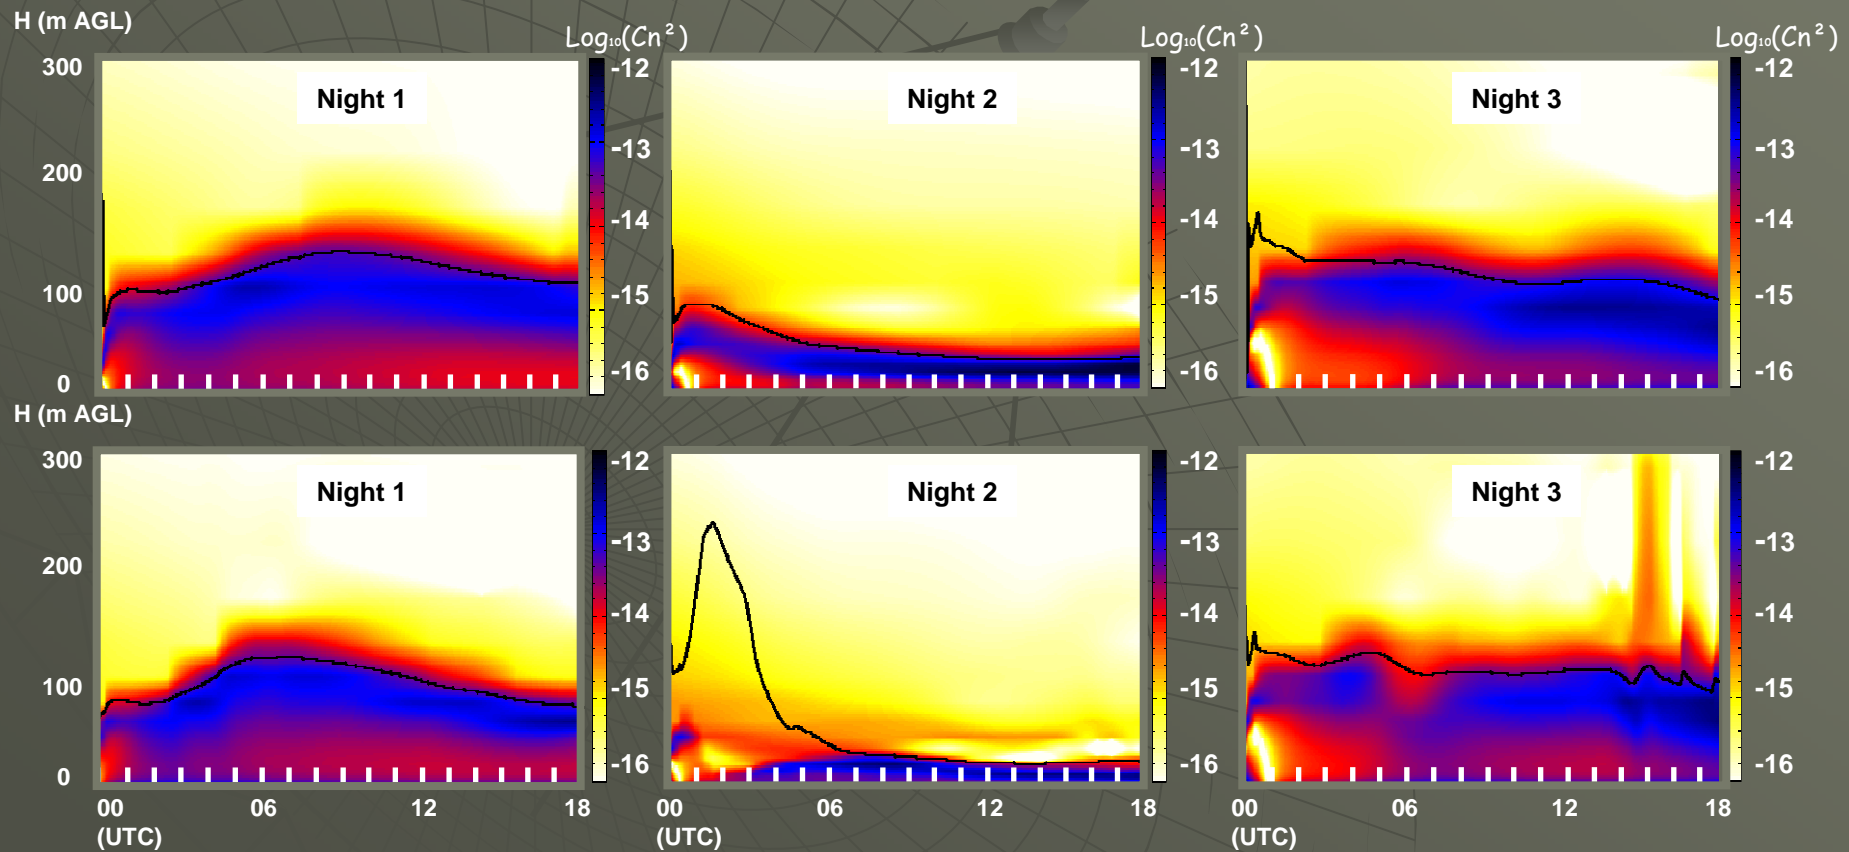 H (m AGL)
Log₁₀(Cn²) Log₁₀(Cn²) Log₁₀(Cn²)
300 Night 1 -12 Night 2 -12 Night 3 -12
-13 -13 -13
200
-14 -14 -14
100 -15 -15 -15
0 -16 -16 -16
H (m AGL)
300 Night 1 -12 Night 2 -12 Night 3 -12
-13 -13 -13
200
-14 -14 -14
100 -15 -15 -15
0 -16 -16 -16
00 06 12 18 00 06 12 18 00 06 12 18
(UTC) (UTC) (UTC)